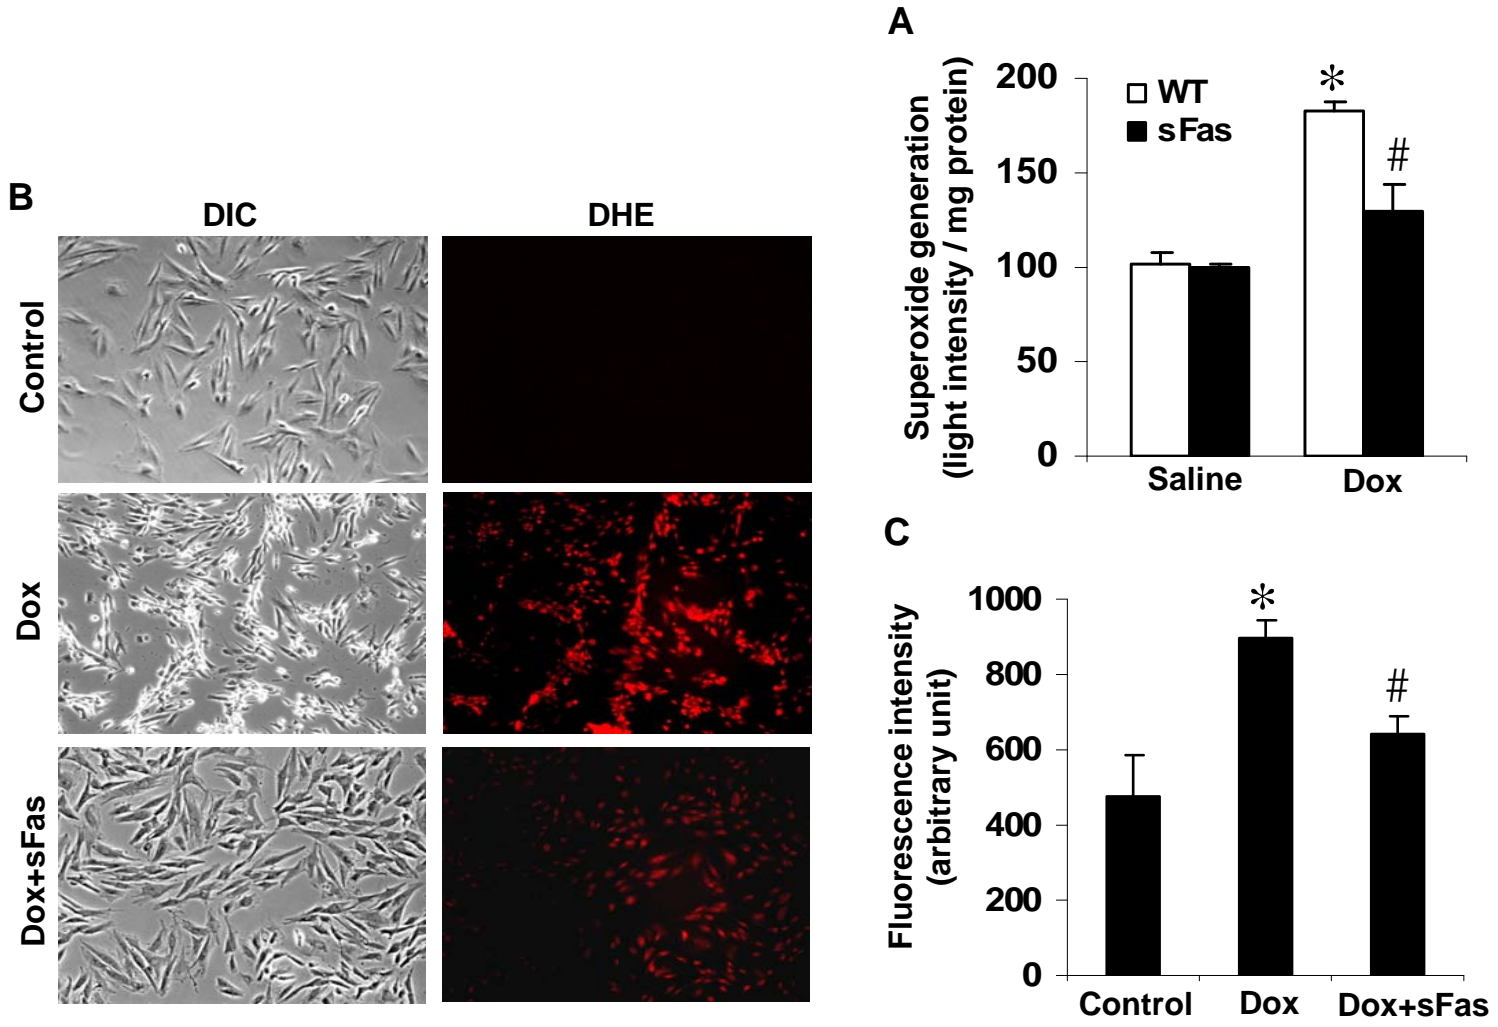 A
Superoxide generation
(light intensity / mg protein)
200
150
100
50
0
WT
sFas
*
#
Saline Dox
B
DIC DHE
Control
Dox
Dox+sFas
C
Fluorescence intensity
(arbitrary unit)
1000
800
600
400
200
0
*
#
Control Dox Dox+sFas